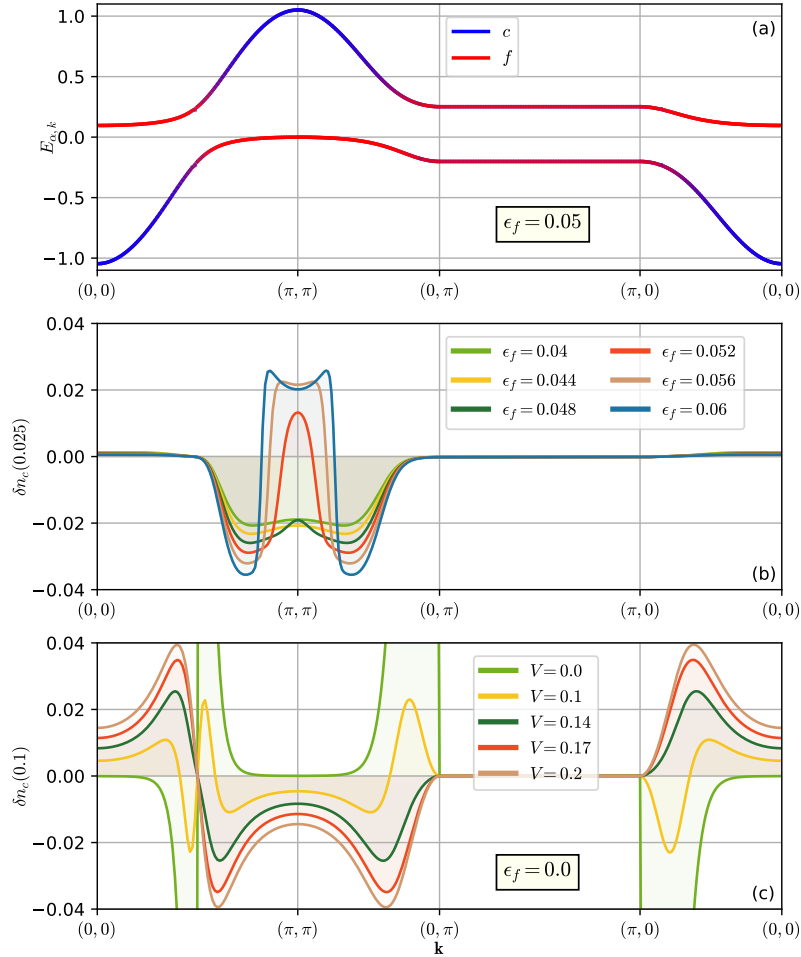 (a)
c
f
1.0
0.5
0.0
−0.5
−1.0
E_{α,k}
ϵ_f = 0.05
(0, 0) (π, π) (0, π) (π, 0) (0, 0)
ϵ_f = 0.04 ϵ_f = 0.052
ϵ_f = 0.044 ϵ_f = 0.056
ϵ_f = 0.048 ϵ_f = 0.06
0.04
0.02
0.00
−0.02
−0.04
δn_c(0.025)
(b)
(0, 0) (π, π) (0, π) (π, 0) (0, 0)
V = 0.0
V = 0.1
V = 0.14
V = 0.17
V = 0.2
0.04
0.02
0.00
−0.02
−0.04
δn_c(0.1)
ϵ_f = 0.0
(c)
(0, 0) (π, π) (0, π) (π, 0) (0, 0)
k